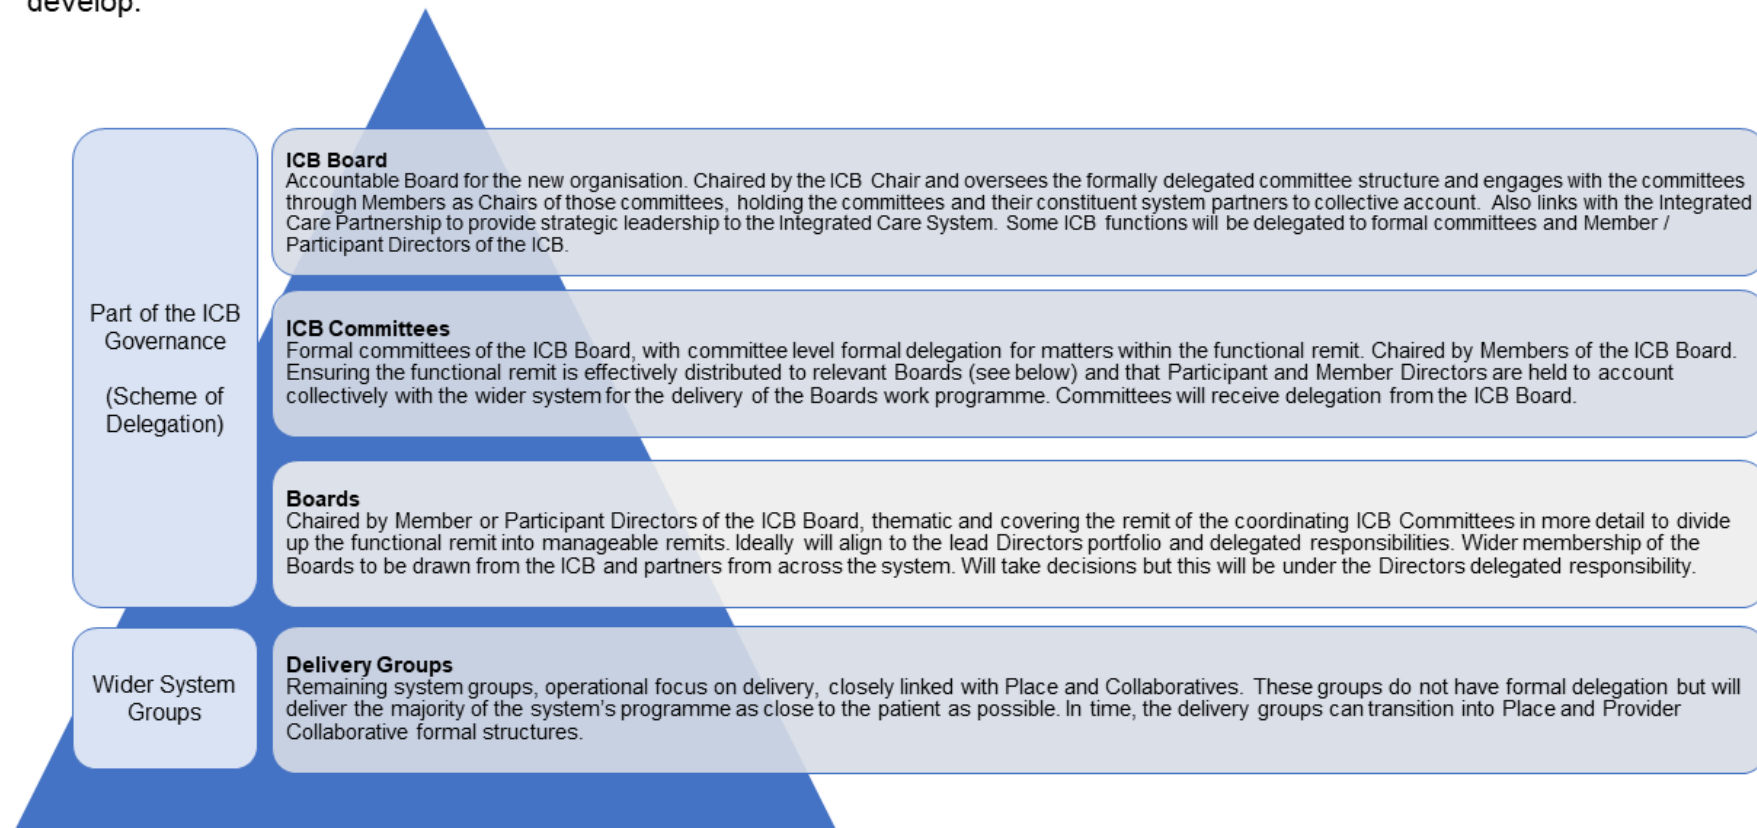 develop.
Part of the ICB
Governance
(Scheme of
Delegation)
ICB Board
Accountable Board for the new organisation. Chaired by the ICB Chair and oversees the formally delegated committee structure and engages with the committees
through Members as Chairs of those committees, holding the committees and their constituent system partners to collective account. Also links with the Integrated
Care Partnership to provide strategic leadership to the Integrated Care System. Some ICB functions will be delegated to formal committees and Member /
Participant Directors of the ICB.
ICB Committees
Formal committees of the ICB Board, with committee level formal delegation for matters within the functional remit. Chaired by Members of the ICB Board.
Ensuring the functional remit is effectively distributed to relevant Boards (see below) and that Participant and Member Directors are held to account
collectively with the wider system for the delivery of the Boards work programme. Committees will receive delegation from the ICB Board.
Boards
Chaired by Member or Participant Directors of the ICB Board, thematic and covering the remit of the coordinating ICB Committees in more detail to divide
up the functional remit into manageable remits. Ideally will align to the lead Directors portfolio and delegated responsibilities. Wider membership of the
Boards to be drawn from the ICB and partners from across the system. Will take decisions but this will be under the Directors delegated responsibility.
Wider System
Groups
Delivery Groups
Remaining system groups, operational focus on delivery, closely linked with Place and Collaboratives. These groups do not have formal delegation but will
deliver the majority of the system's programme as close to the patient as possible. In time, the delivery groups can transition into Place and Provider
Collaborative formal structures.